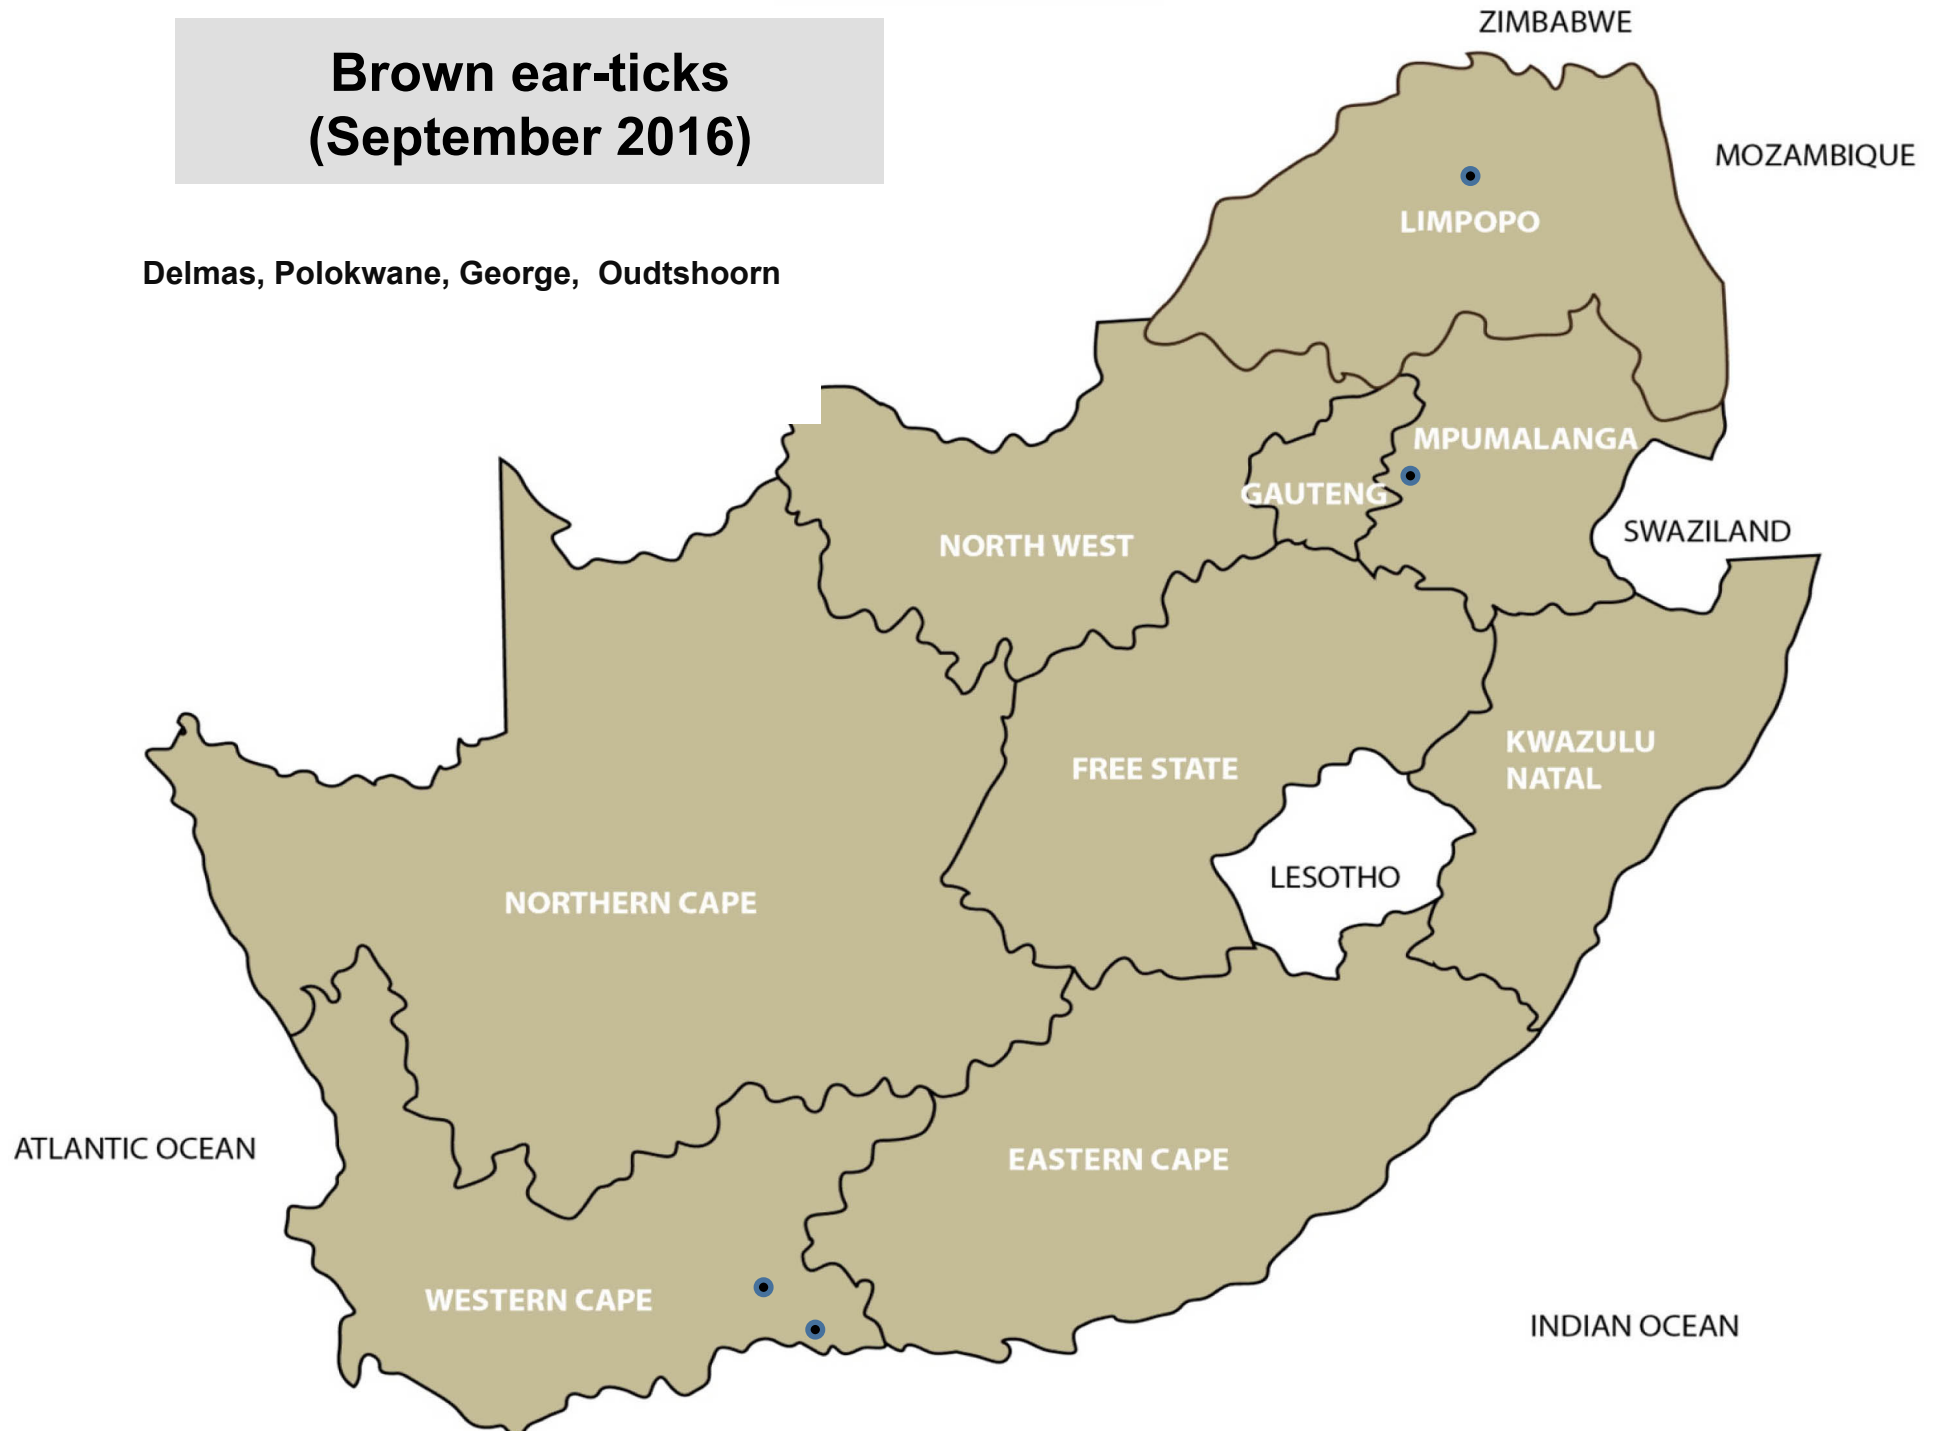 ZIMBABWE
Brown ear-ticks
(September 2016)
MOZAMBIQUE
LIMPOPO
Delmas, Polokwane, George,  Oudtshoorn
MPUMALANGA
GAUTENG
SWAZILAND
NORTH WEST
KWAZULU
NATAL
FREE STATE
LESOTHO
NORTHERN CAPE
ATLANTIC OCEAN
EASTERN CAPE
WESTERN CAPE
INDIAN OCEAN